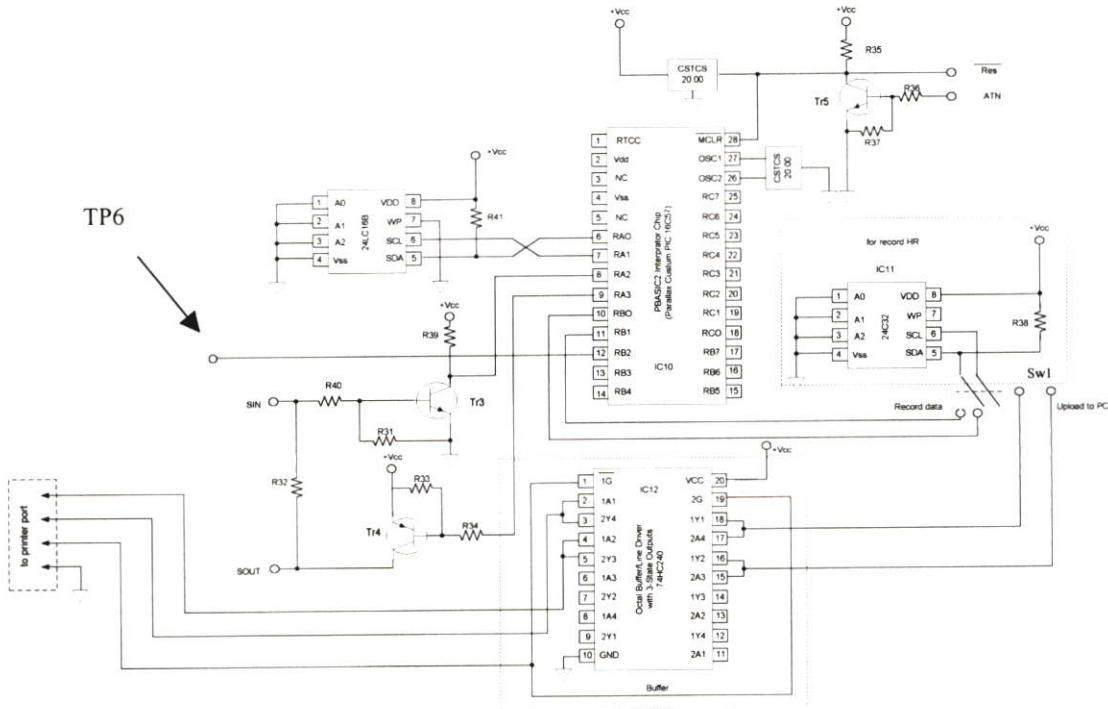 +Vcc
+Vcc
R35
CSTCS
20.00
Res
ATN
R36
Tr5
R37
TP6
+Vcc
1 A0 VDD 8
2 A1 WP 7
3 A2 SCL 6
4 Vss SDA 5
24LC16B
R41
1 RTCC MCLR 28
2 Vdd OSC1 27
3 NC OSC2 26
4 Vss RC7 25
5 NC RC6 24
6 RA0 RC5 23
7 RA1 RC4 22
8 RA2 RC3 21
9 RA3 RC2 20
10 RBO RC1 19
11 RB1 RCO 18
12 RB2 RB7 17
13 RB3 RB6 16
14 RB4 RB5 15
PBASIC2 Interprator Chip
(Parallax Custum PIC 16C57)
IC10
CSTCS
20.00
for record HR
+Vcc
IC11
1 A0 VDD 8
2 A1 WP 7
3 A2 SCL 6
4 Vss SDA 5
24C32
R38
Sw1
Record data
Upload to PC
+Vcc
R39
SIN
R40
Tr3
R31
+Vcc
R32
R33
Tr4
R34
SOUT
to printer port
+Vcc
IC12
1 1G VCC 20
2 1A1 2G 19
3 2Y4 1Y1 18
4 1A2 2A4 17
5 2Y3 1Y2 16
6 1A3 2A3 15
7 2Y2 1Y3 14
8 1A4 2A2 13
9 2Y1 1Y4 12
10 GND 2A1 11
Octal Buffer/Line Driver
with 3-State Outputs
74HC240
Buffer